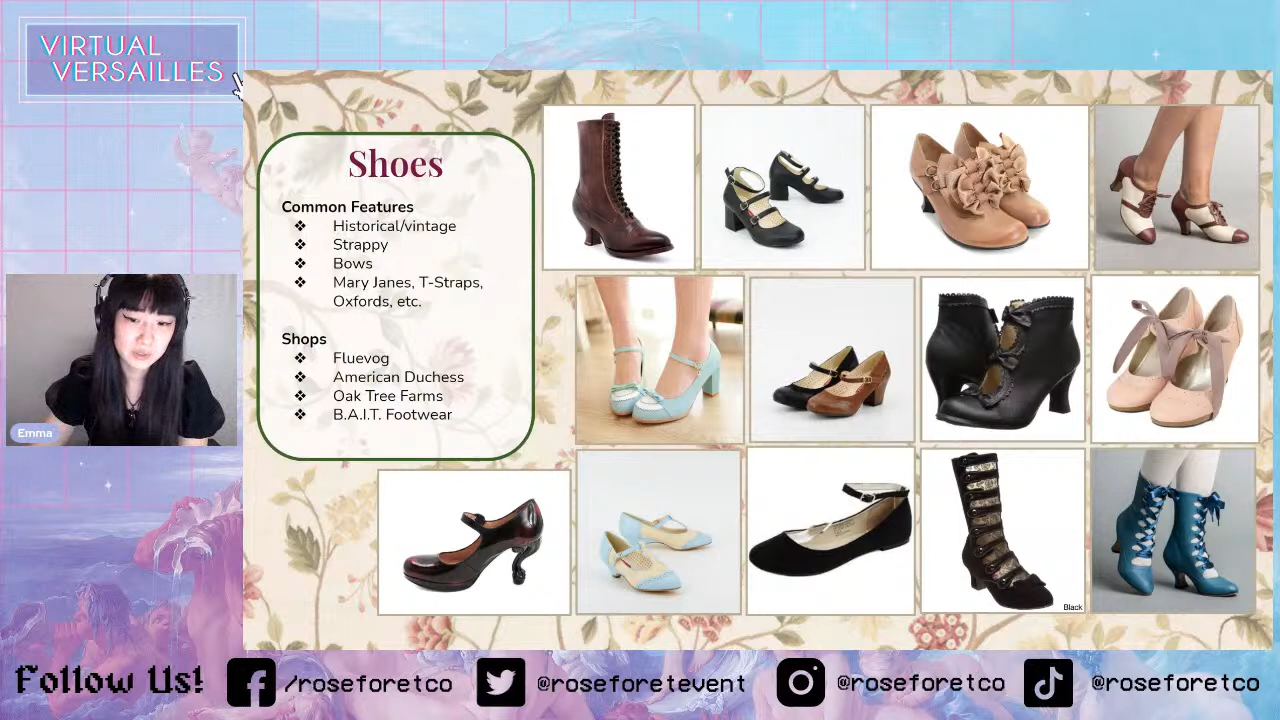 VIRTUAL
VERSAILLES
Shoes
Common Features
❖ Historical/vintage
❖ Strappy
❖ Bows
❖ Mary Janes, T-Straps,
Oxfords, etc.
Shops
❖ Fluevog
❖ American Duchess
❖ Oak Tree Farms
❖ B.A.I.T. Footwear
Emma
Black
Follow Us! /roseforetco @roseforetevent @roseforetco @roseforetco